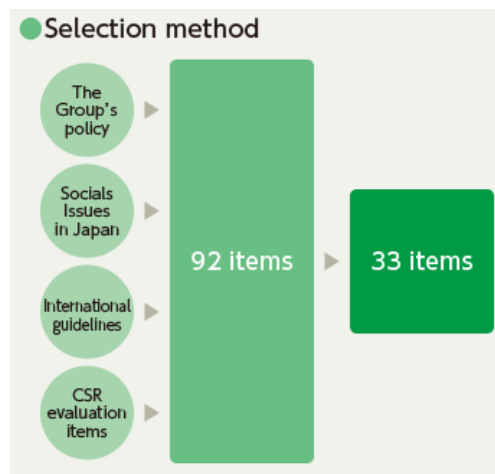 Selection method
The
Group's
policy
Socials
Issues
in Japan
International
guidelines
CSR
evaluation
items
92 items
33 items